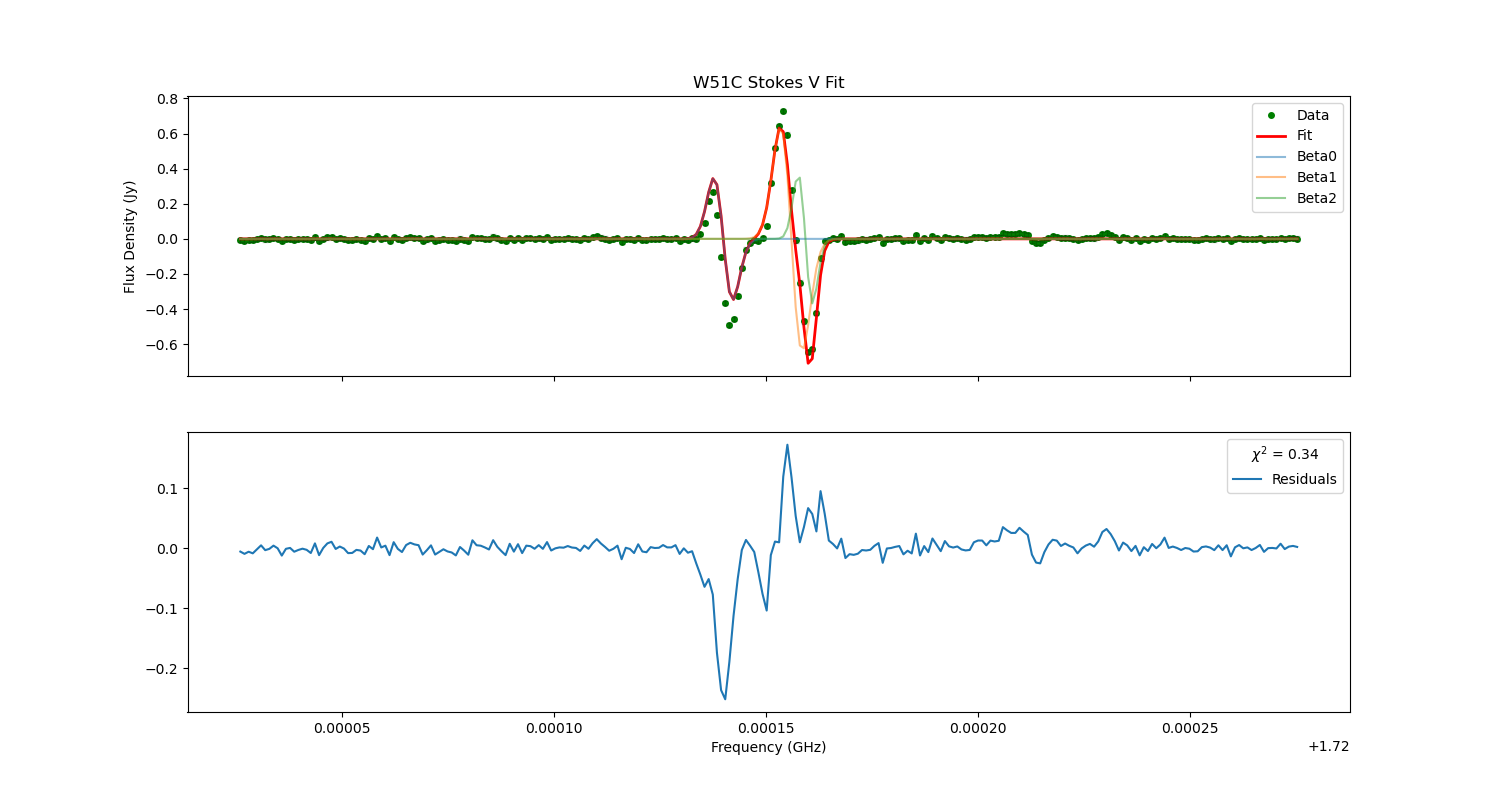 W51C Stokes V Fit
0.8
0.6
0.4
0.2
0.0
−0.2
−0.4
−0.6
Flux Density (Jy)
Data
Fit
Beta0
Beta1
Beta2
0.1
0.0
−0.1
−0.2
χ² = 0.34
Residuals
0.00005 0.00010 0.00015 0.00020 0.00025
Frequency (GHz)
+1.72